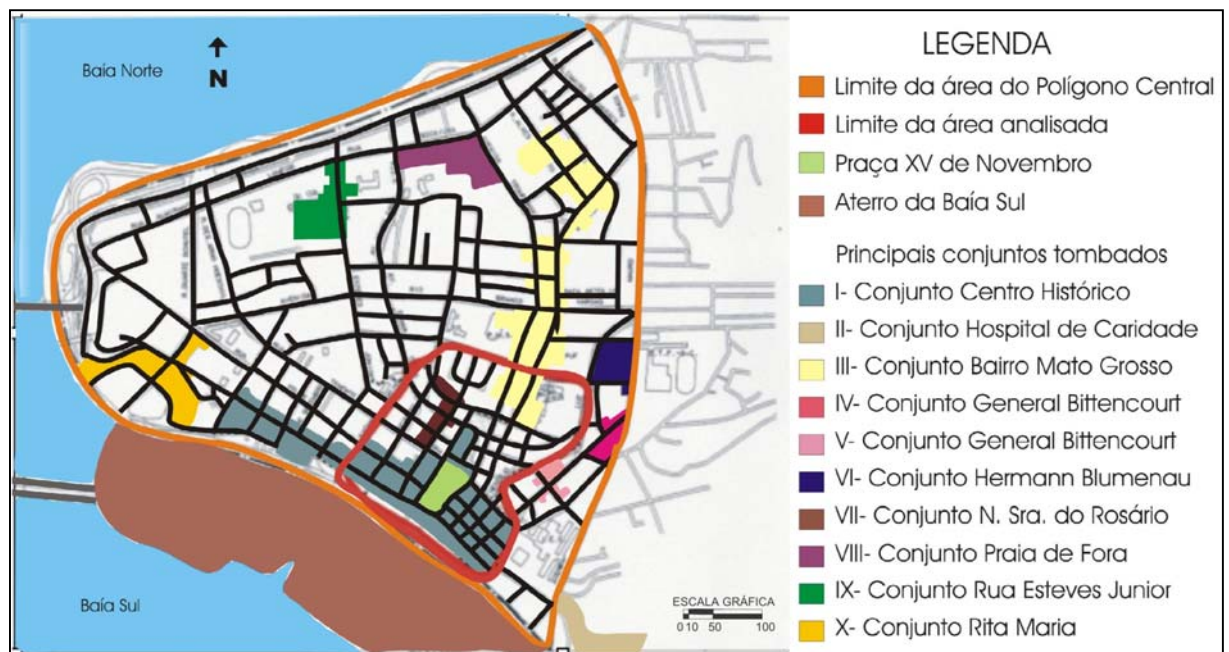 Baía Norte
N
Baía Sul
ESCALA GRÁFICA
0 10 50 100
LEGENDA
Limite da área do Polígono Central
Limite da área analisada
Praça XV de Novembro
Aterro da Baía Sul
Principais conjuntos tombados
I- Conjunto Centro Histórico
II- Conjunto Hospital de Caridade
III- Conjunto Bairro Mato Grosso
IV- Conjunto General Bittencourt
V- Conjunto General Bittencourt
VI- Conjunto Hermann Blumenau
VII- Conjunto N. Sra. do Rosário
VIII- Conjunto Praia de Fora
IX- Conjunto Rua Esteves Junior
X- Conjunto Rita Maria